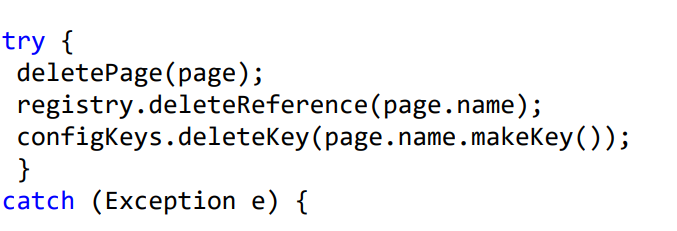 try {
deletePage(page);
registry.deleteReference(page.name);
configKeys.deleteKey(page.name.makeKey());
}
catch (Exception e) {